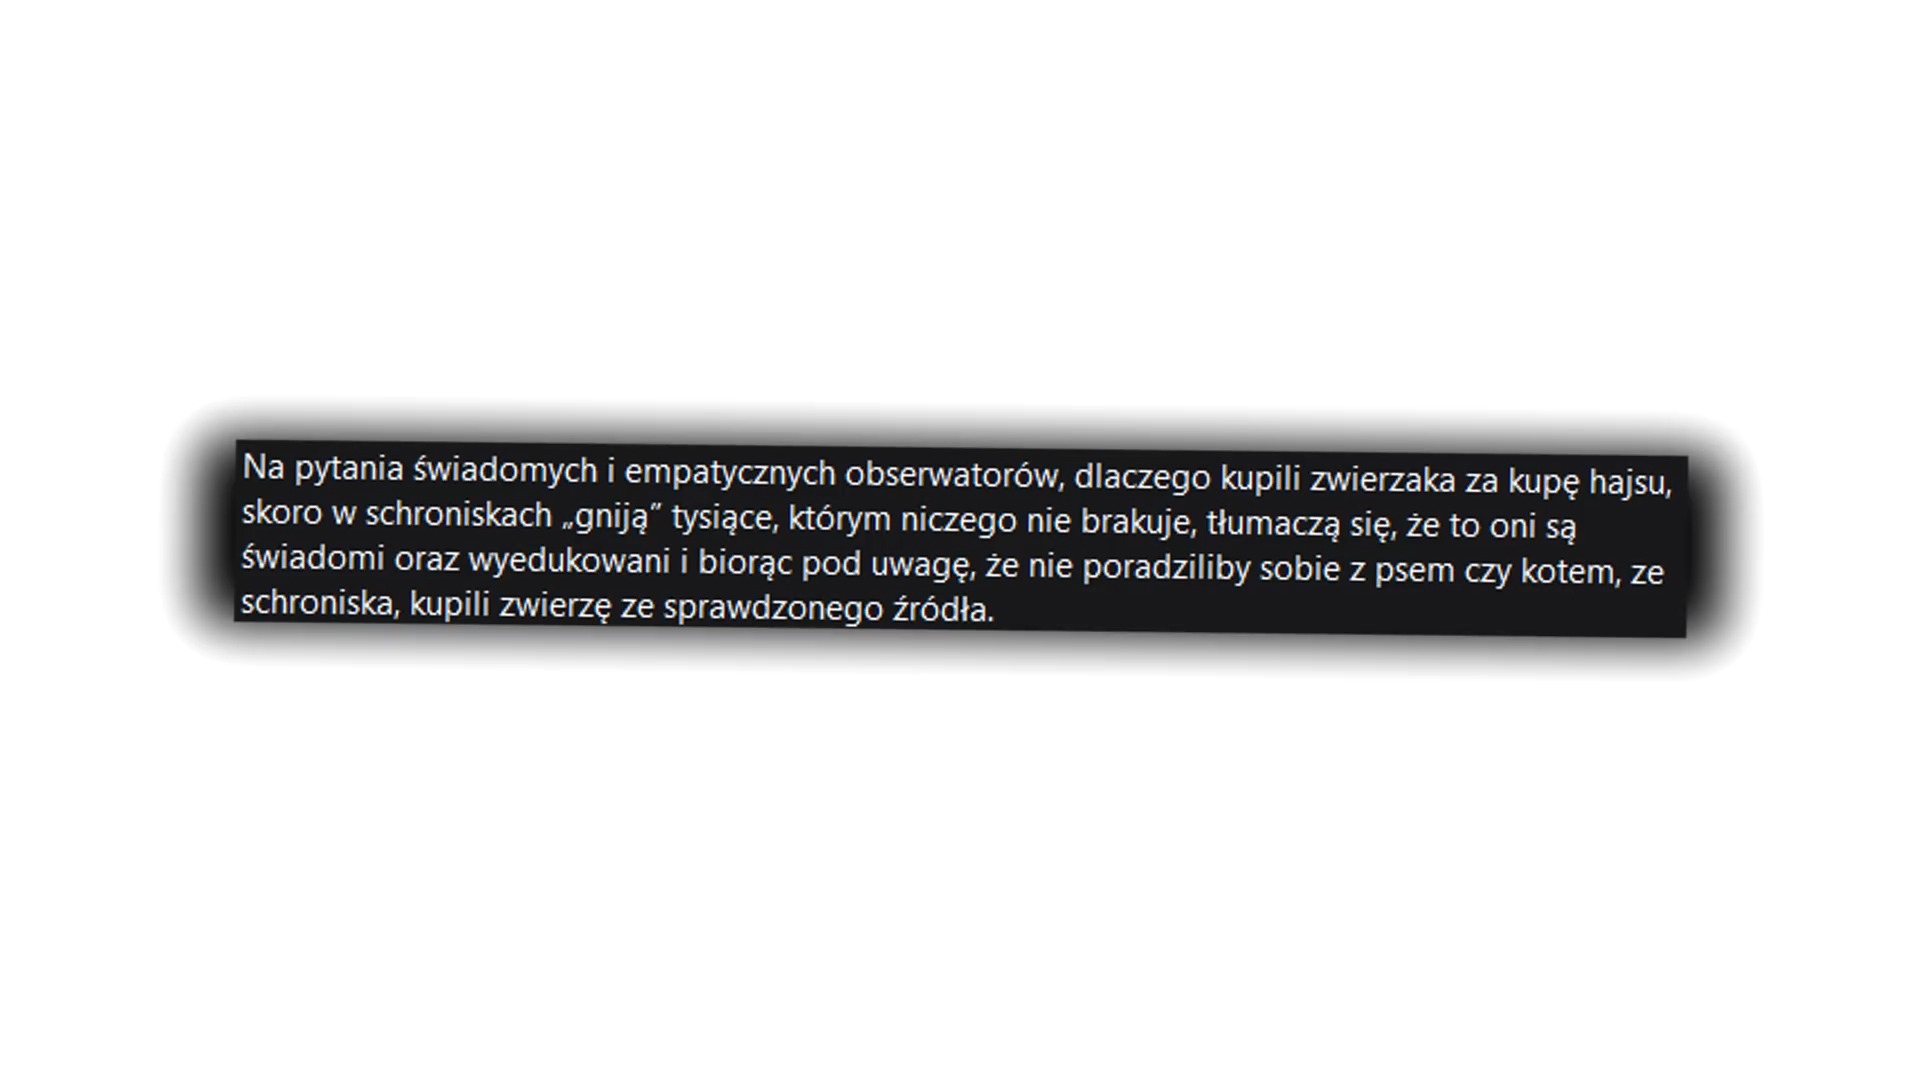 Na pytania świadomych i empatycznych obserwatorów, dlaczego kupili zwierzaka za kupę hajsu,
skoro w schroniskach „gniją” tysiące, którym niczego nie brakuje, tłumaczą się, że to oni są
świadomi oraz wyedukowani i biorąc pod uwagę, że nie poradziliby sobie z psem czy kotem, ze
schroniska, kupili zwierzę ze sprawdzonego źródła.